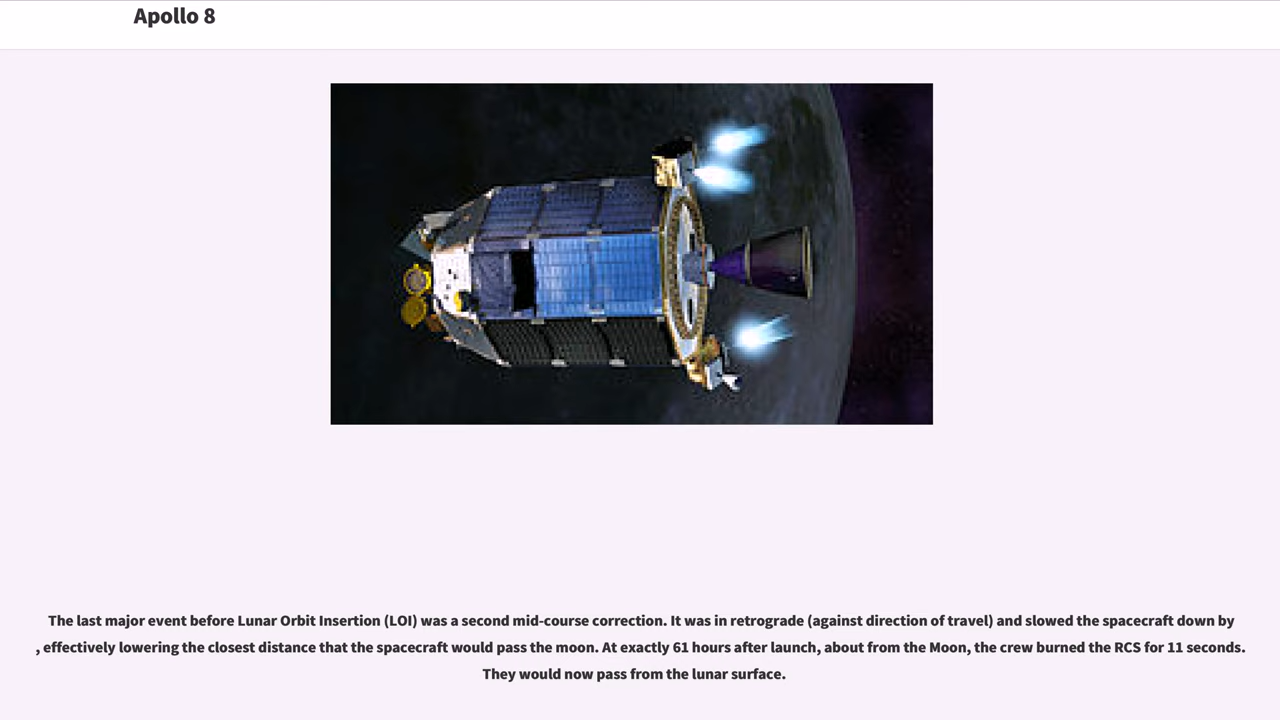 Apollo 8
The last major event before Lunar Orbit Insertion (LOI) was a second mid-course correction. It was in retrograde (against direction of travel) and slowed the spacecraft down by
, effectively lowering the closest distance that the spacecraft would pass the moon. At exactly 61 hours after launch, about from the Moon, the crew burned the RCS for 11 seconds.
They would now pass from the lunar surface.